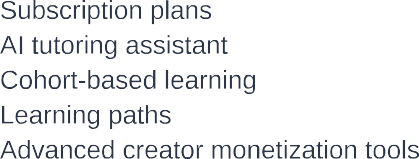 Subscription plans
AI tutoring assistant
Cohort-based learning
Learning paths
Advanced creator monetization tools